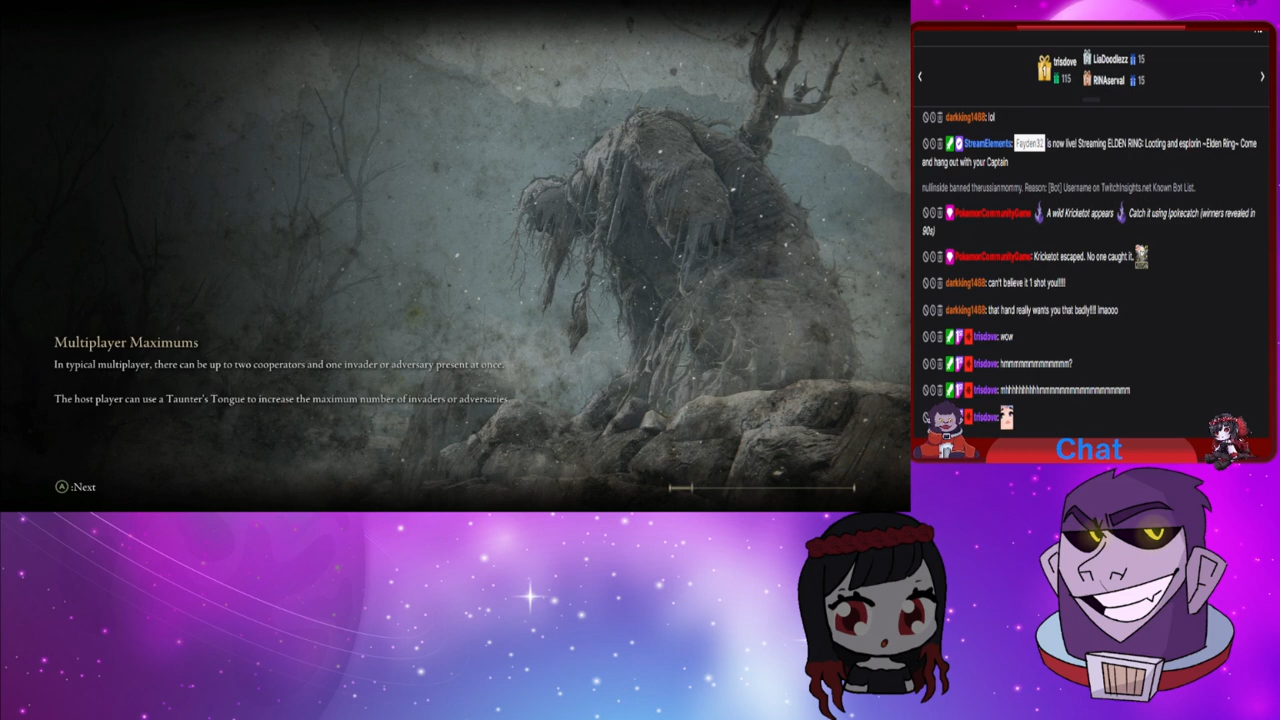 Multiplayer Maximums
In typical multiplayer, there can be up to two cooperators and one invader or adversary present at once.
The host player can use a Taunter's Tongue to increase the maximum number of invaders or adversaries.
A :Next
trisdove
115
LiaDoodlezz 15
RINAserval 15
darkking1468: lol
StreamElements: Fayden32 is now live! Streaming ELDEN RING: Looting and esplorin ~Elden Ring~ Come
and hang out with your Captain
nullinside banned therussianmommy. Reason: [Bot] Username on TwitchInsights.net Known Bot List.
PokemonCommunityGame A wild Kricketot appears Catch it using !pokecatch (winners revealed in
90s)
PokemonCommunityGame: Kricketot escaped. No one caught it.
darkking1468: can't believe it 1 shot you!!!!!
darkking1468: that hand really wants you that badly!!!! lmaooo
trisdove: wow
trisdove:
trisdove:
trisdove:
Chat